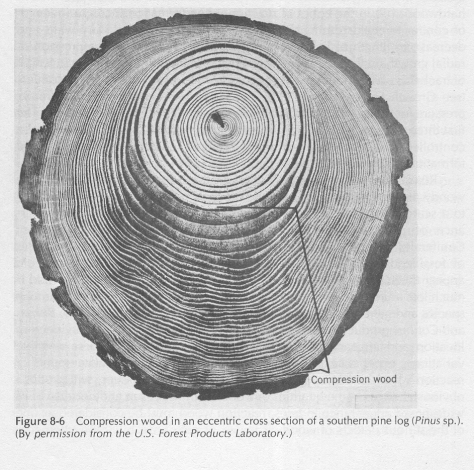 Compression wood
Figure 8-6 Compression wood in an eccentric cross section of a southern pine log (Pinus sp.).
(By permission from the U.S. Forest Products Laboratory.)